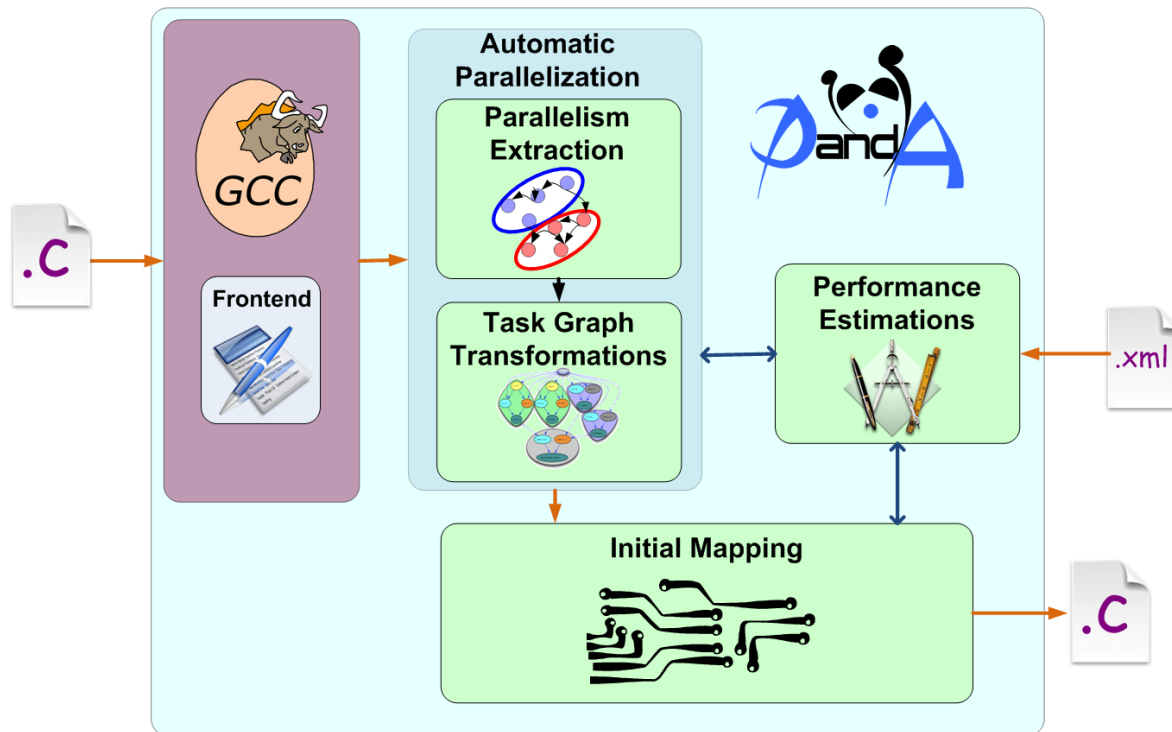 Automatic
Parallelization
Parallelism
Extraction
GCC
PandA
.C
Frontend
Task Graph
Transformations
Performance
Estimations
.xml
Initial Mapping
.C